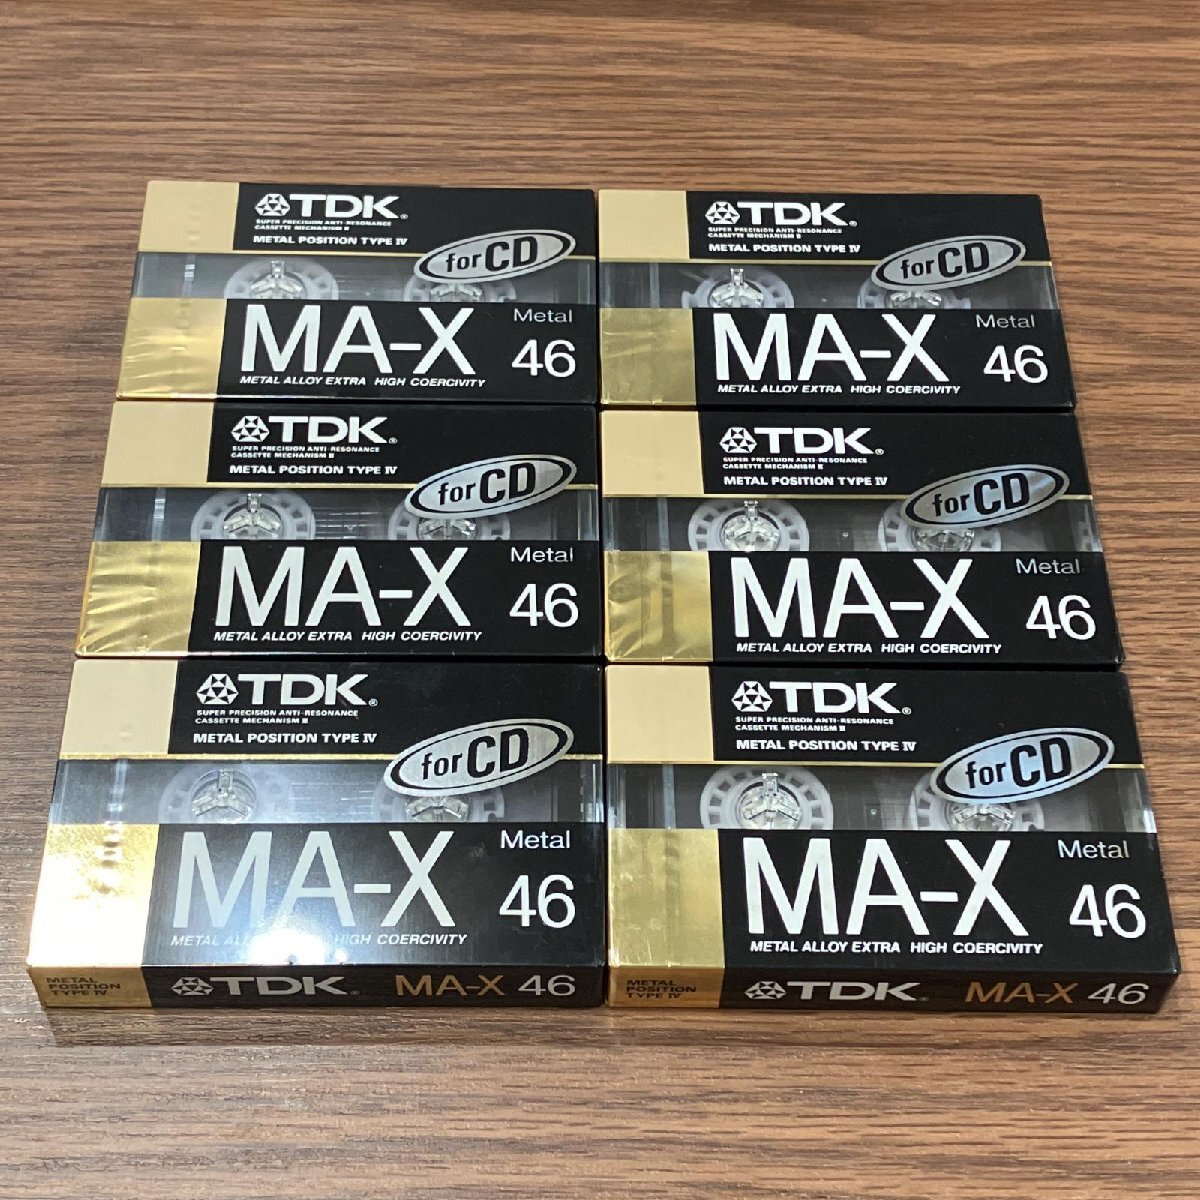 TDK®
SUPER PRECISION ANTI-RESONANCE
CASSETTE MECHANISM II
METAL POSITION TYPE IV
for CD
MA-X
Metal
46
METAL ALLOY EXTRA HIGH COERCIVITY
TDK®
SUPER PRECISION ANTI-RESONANCE
CASSETTE MECHANISM II
METAL POSITION TYPE IV
for CD
MA-X
Metal
46
METAL ALLOY EXTRA HIGH COERCIVITY
TDK®
SUPER PRECISION ANTI-RESONANCE
CASSETTE MECHANISM II
METAL POSITION TYPE IV
for CD
MA-X
Metal
46
METAL ALLOY EXTRA HIGH COERCIVITY
TDK®
SUPER PRECISION ANTI-RESONANCE
CASSETTE MECHANISM II
METAL POSITION TYPE IV
for CD
MA-X
Metal
46
METAL ALLOY EXTRA HIGH COERCIVITY
TDK®
SUPER PRECISION ANTI-RESONANCE
CASSETTE MECHANISM II
METAL POSITION TYPE IV
for CD
MA-X
Metal
46
METAL HIGH COERCIVITY
METAL
POSITION
TYPE IV
TDK® MA-X 46
TDK®
SUPER PRECISION ANTI-RESONANCE
CASSETTE MECHANISM II
METAL POSITION TYPE IV
for CD
MA-X
Metal
46
METAL ALLOY EXTRA HIGH COERCIVITY
METAL
POSITION
TYPE IV
TDK® MA-X 46